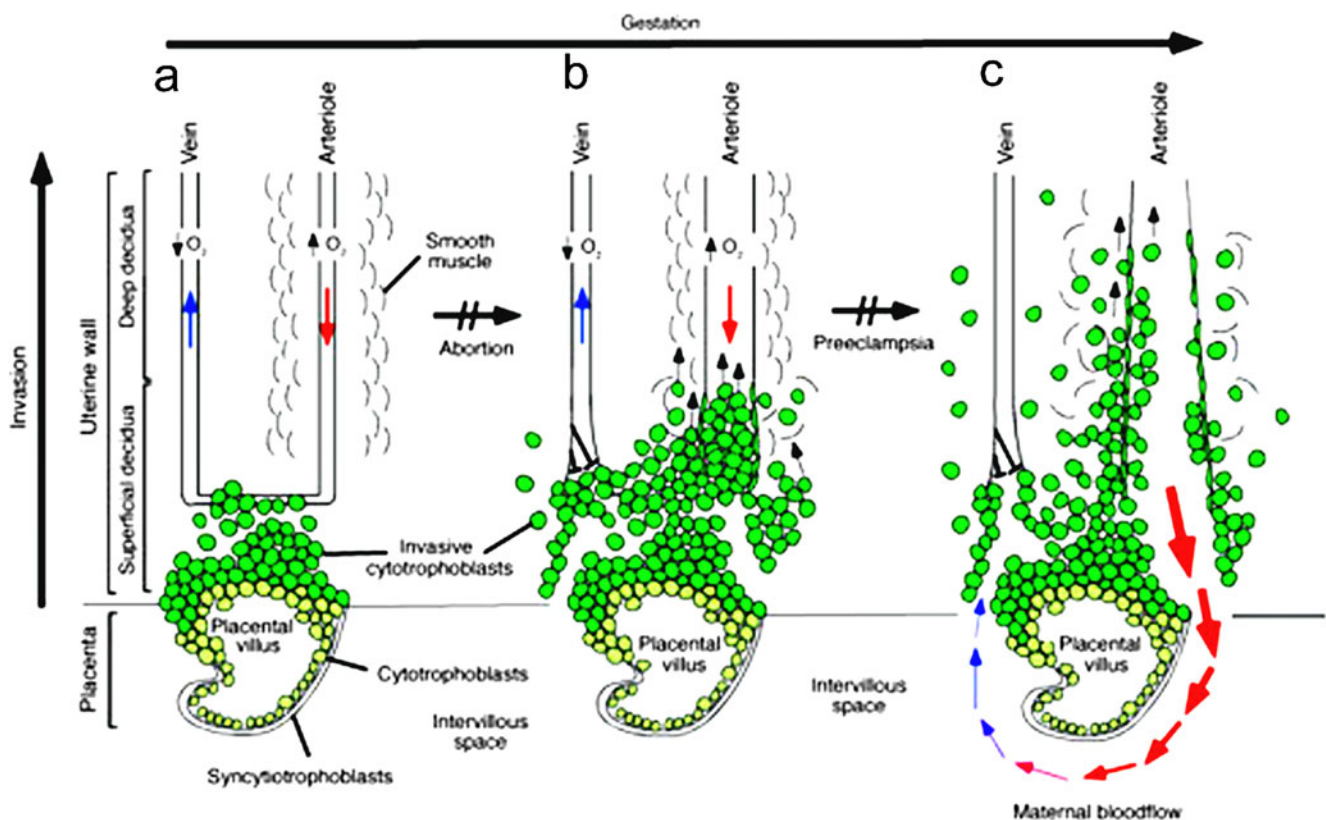 Gestation
a
b
c
Vein
Arteriole
Vein
Arteriole
Vein
Arteriole
Invasion
Uterine wall
Deep decidua
Superficial decidua
Placenta
O₂
O₂
O₂
O₂
Smooth
muscle
Abortion
Preeclampsia
Invasive
cytotrophoblasts
Placental
villus
Placental
villus
Placental
villus
Cytotrophoblasts
Intervillous
space
Intervillous
space
Syncytiotrophoblasts
Maternal bloodflow